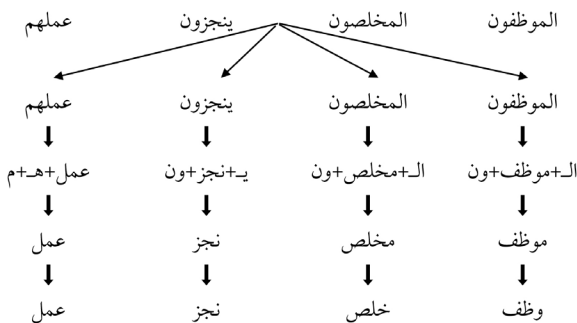 الموظفون المخلصون ينجزون عملهم
الموظفون المخلصون ينجزون عملهم
الـ+موظف+ون الـ+مخلص+ون يـ+نجز+ون عمل+هـ+م
موظف مخلص نجز عمل
وظف خلص نجز عمل